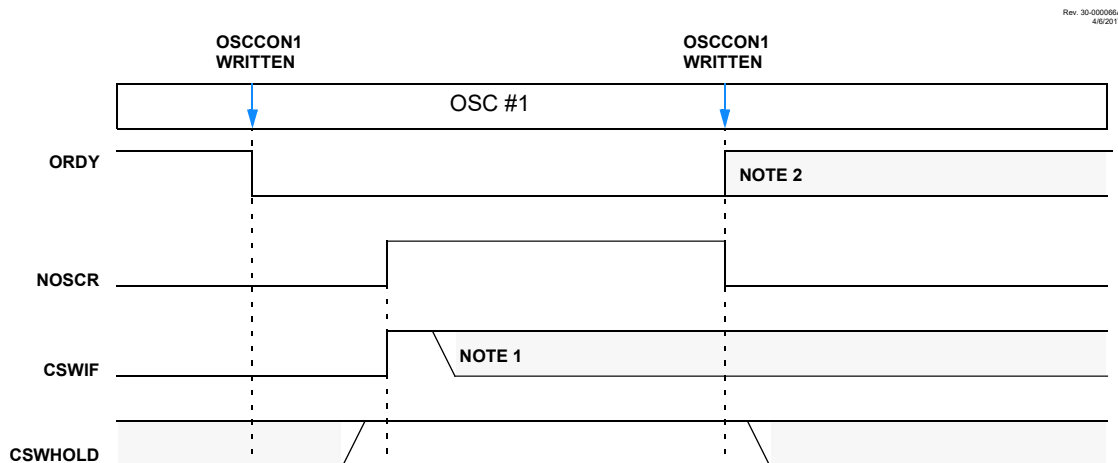 Rev. 30-000066
4/6/201
OSCCON1
WRITTEN
OSCCON1
WRITTEN
OSC #1
ORDY
NOTE 2
NOSCR
CSWIF
NOTE 1
CSWHOLD